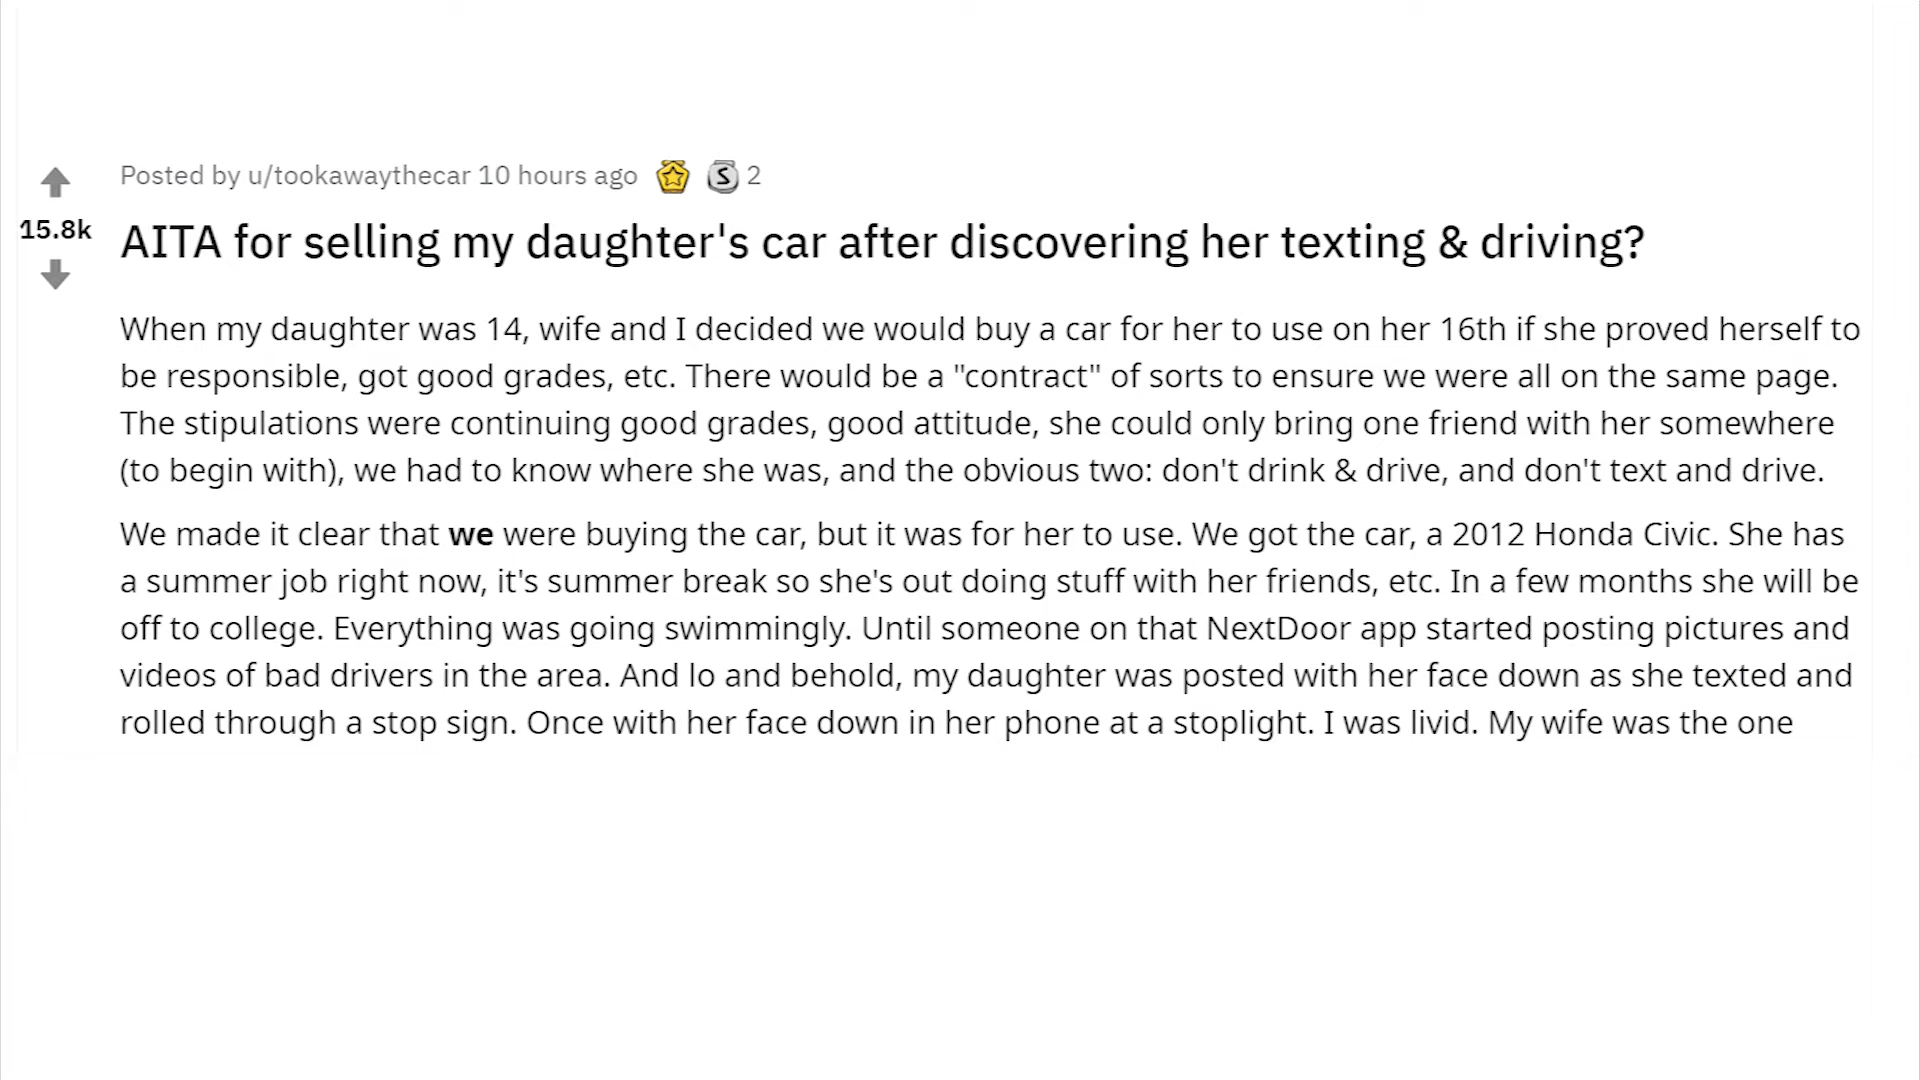 Posted by u/tookawaythecar 10 hours ago S 2
15.8k
AITA for selling my daughter's car after discovering her texting & driving?
When my daughter was 14, wife and I decided we would buy a car for her to use on her 16th if she proved herself to
be responsible, got good grades, etc. There would be a "contract" of sorts to ensure we were all on the same page.
The stipulations were continuing good grades, good attitude, she could only bring one friend with her somewhere
(to begin with), we had to know where she was, and the obvious two: don't drink & drive, and don't text and drive.
We made it clear that we were buying the car, but it was for her to use. We got the car, a 2012 Honda Civic. She has
a summer job right now, it's summer break so she's out doing stuff with her friends, etc. In a few months she will be
off to college. Everything was going swimmingly. Until someone on that NextDoor app started posting pictures and
videos of bad drivers in the area. And lo and behold, my daughter was posted with her face down as she texted and
rolled through a stop sign. Once with her face down in her phone at a stoplight. I was livid. My wife was the one